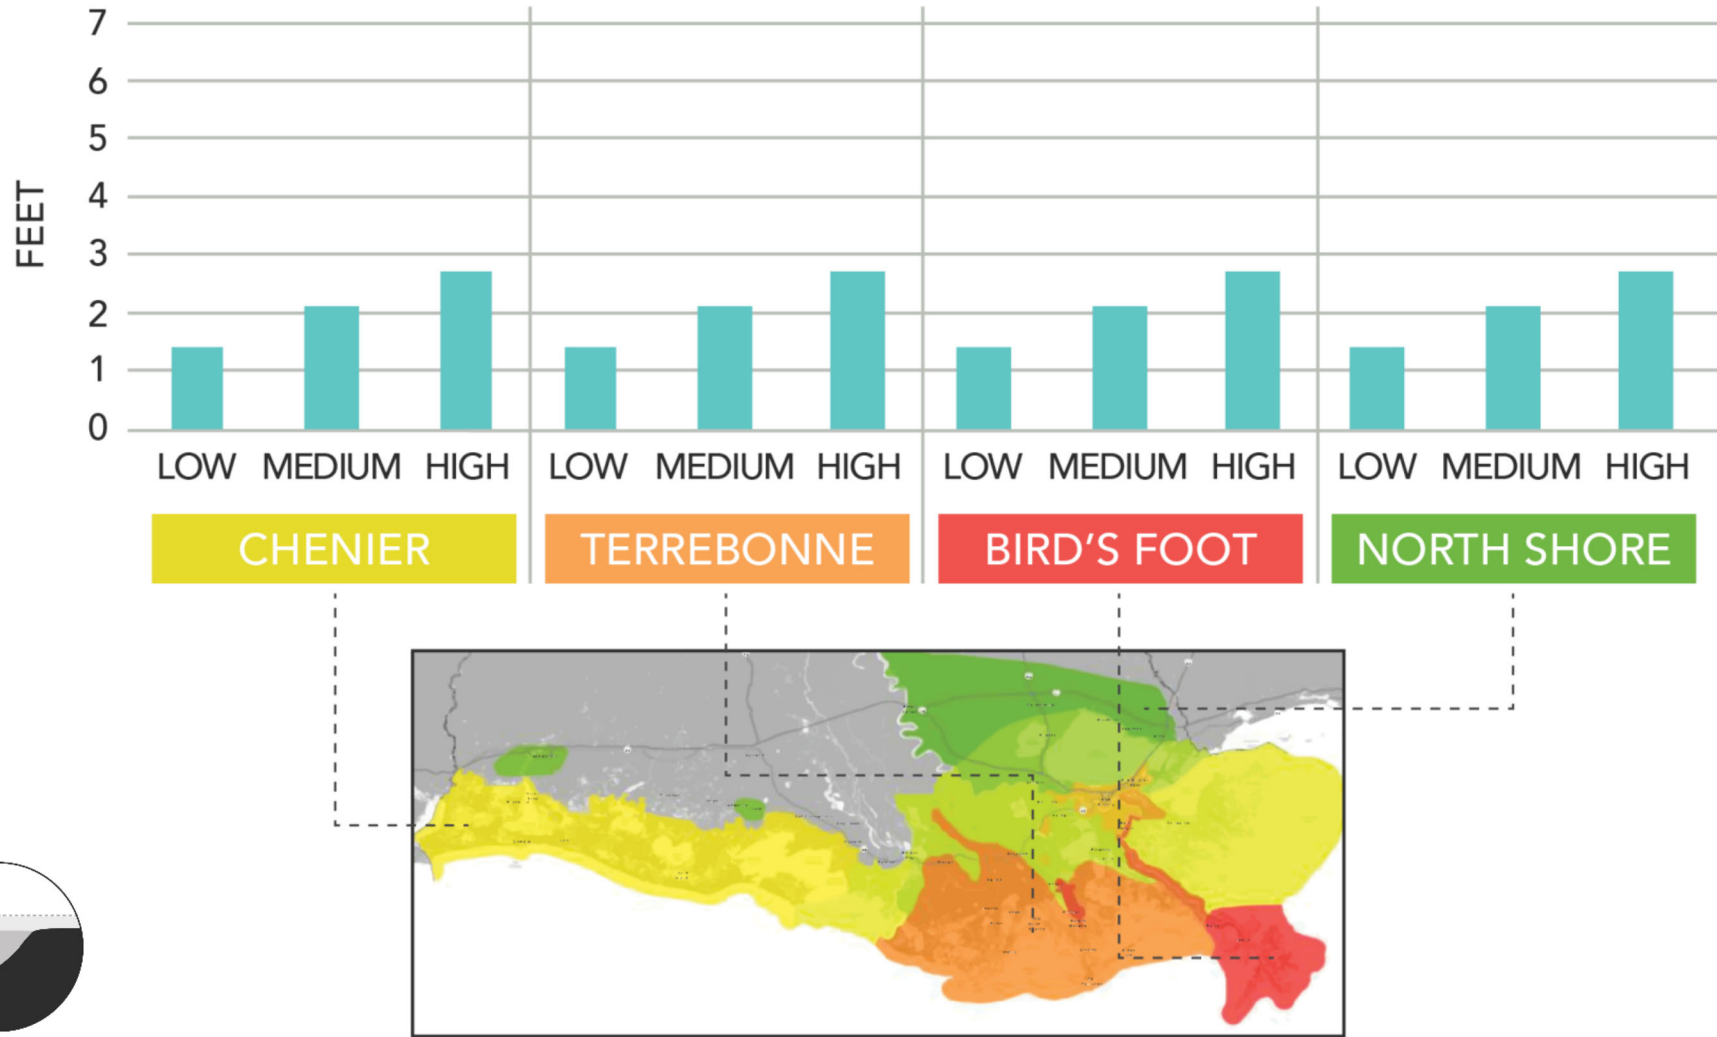 7
6
5
4
3
2
1
0
FEET
LOW MEDIUM HIGH LOW MEDIUM HIGH LOW MEDIUM HIGH LOW MEDIUM HIGH
CHENIER TERREBONNE BIRD'S FOOT NORTH SHORE